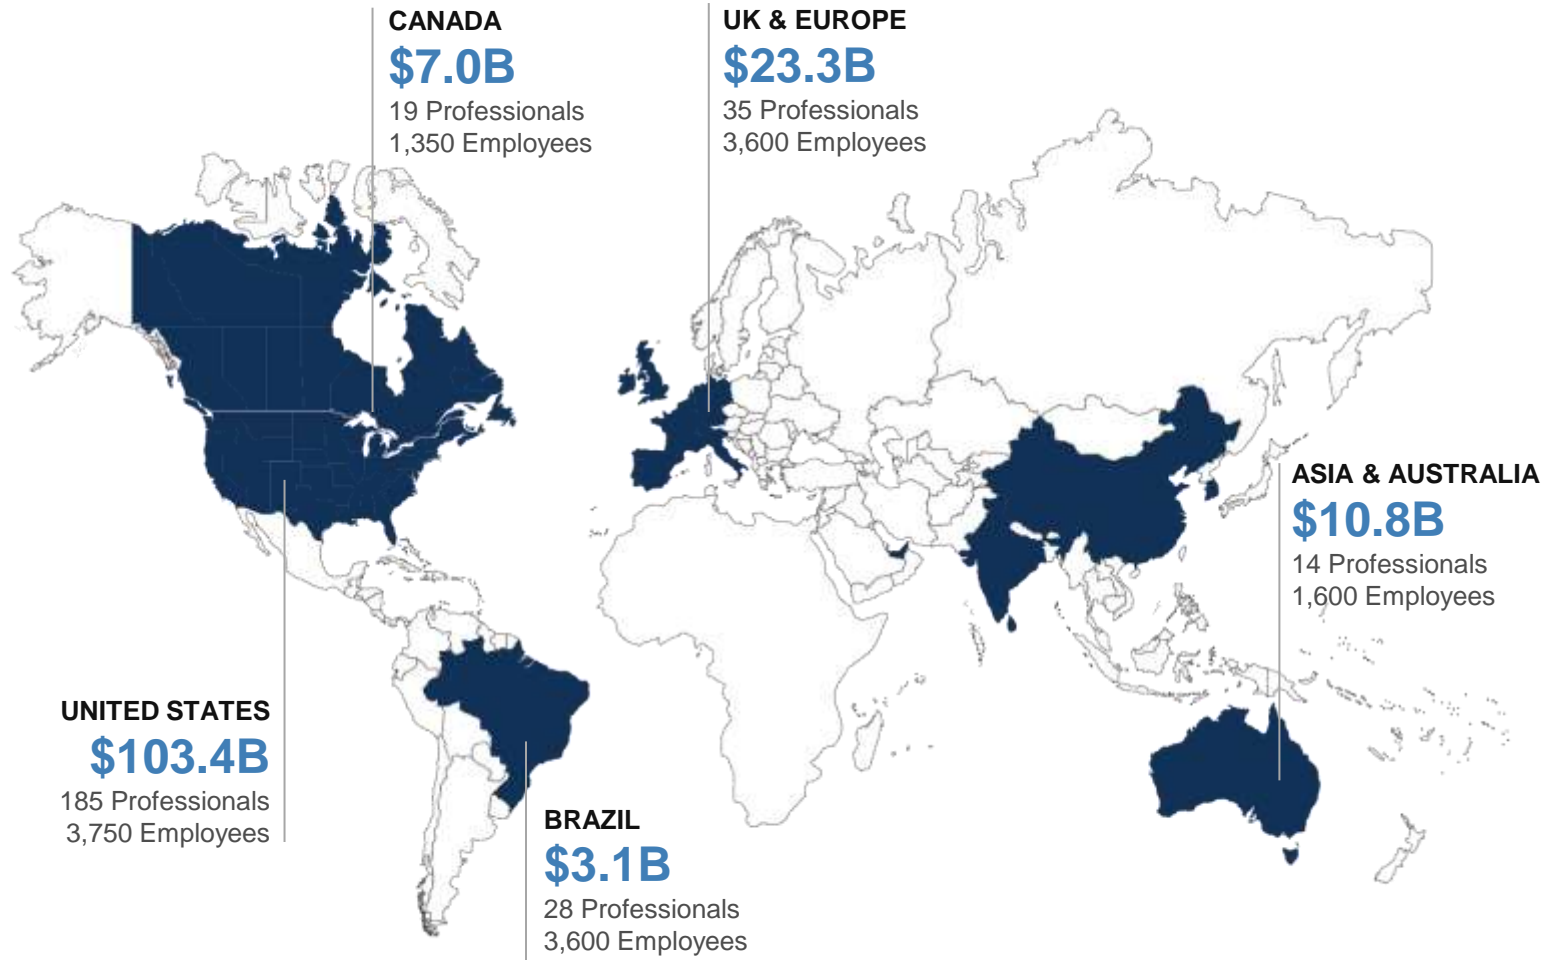 CANADA
$7.0B
19 Professionals
1,350 Employees
UK & EUROPE
$23.3B
35 Professionals
3,600 Employees
ASIA & AUSTRALIA
$10.8B
14 Professionals
1,600 Employees
UNITED STATES
$103.4B
185 Professionals
3,750 Employees
BRAZIL
$3.1B
28 Professionals
3,600 Employees